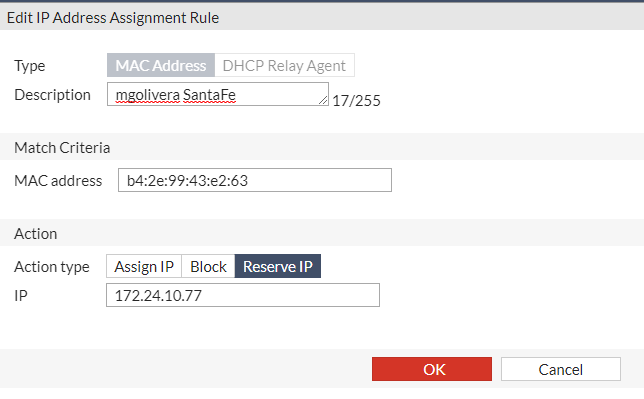 Edit IP Address Assignment Rule
Type MAC Address DHCP Relay Agent
Description mgolivera SantaFe 17/255
Match Criteria
MAC address b4:2e:99:43:e2:63
Action
Action type Assign IP Block Reserve IP
IP 172.24.10.77
OK Cancel